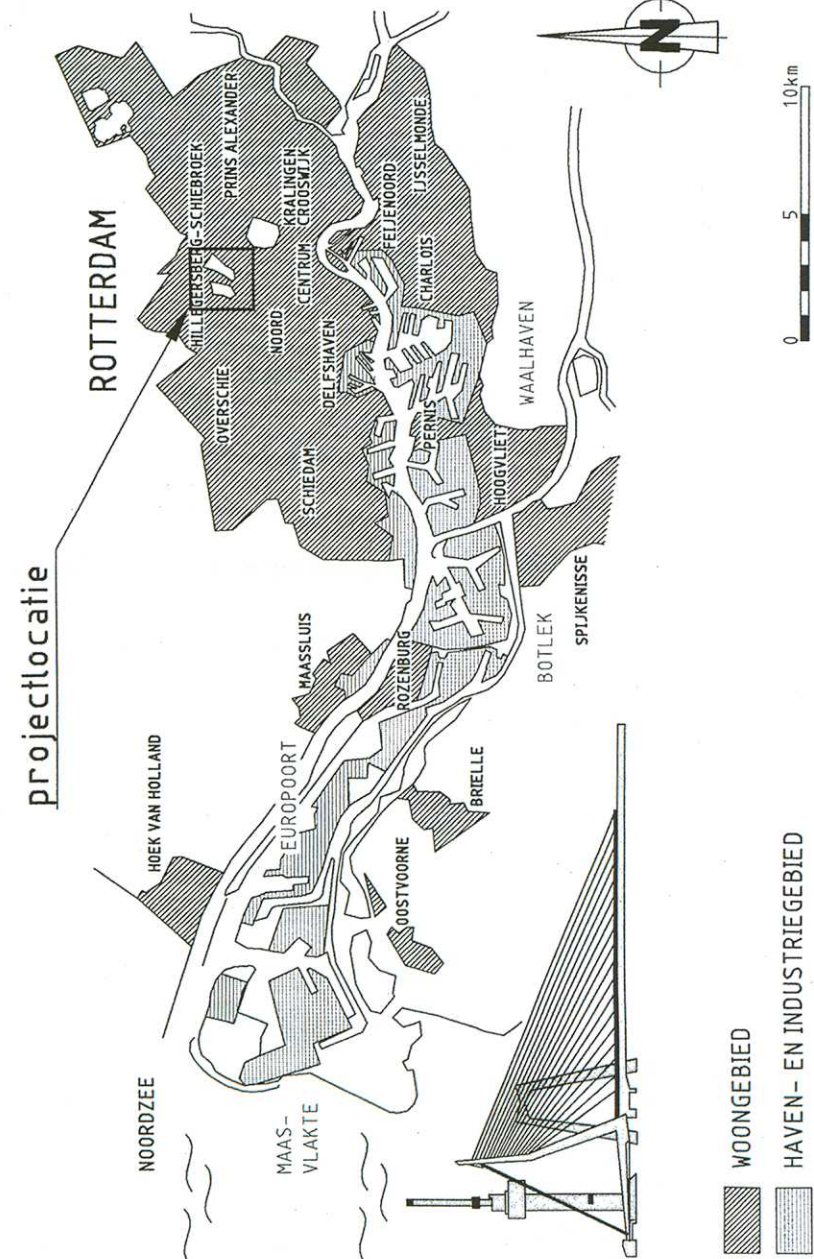 projectlocatie
ROTTERDAM
HILLEGERSBERG-SCHIEBROEK
PRINS ALEXANDER
OVERSCHIE
NOORD
KRALINGEN
CROOSWIJK
CENTRUM
SCHIEDAM
DELFSHAVEN
FEIJENOORD
IJSSELMONDE
CHARLOIS
PERNIS
HOOGVLIET
WAALHAVEN
HOEK VAN HOLLAND
MAASSLUIS
EUROPOORT
ROZENBURG
BOTLEK
SPIJKENISSE
BRIELLE
OOSTVOORNE
NOORDZEE
MAAS-
VLAKTE
N
0 5 10km
WOONGEBIED
HAVEN- EN INDUSTRIEGEBIED